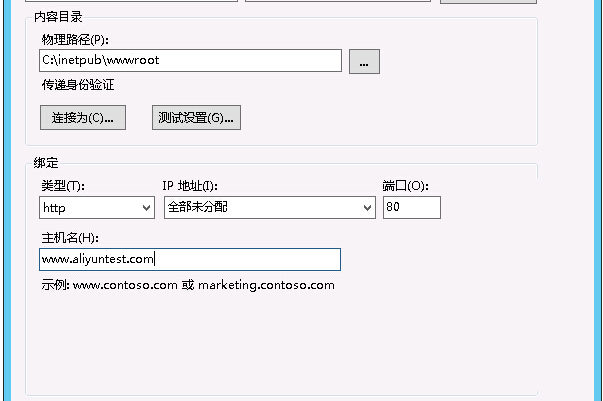 内容目录
物理路径(P):
C:\inetpub\wwwroot
...
传递身份验证
连接为(C)... 测试设置(G)...
绑定
类型(T): IP 地址(I): 端口(O):
http 全部未分配 80
主机名(H):
www.aliyuntest.com
示例: www.contoso.com 或 marketing.contoso.com